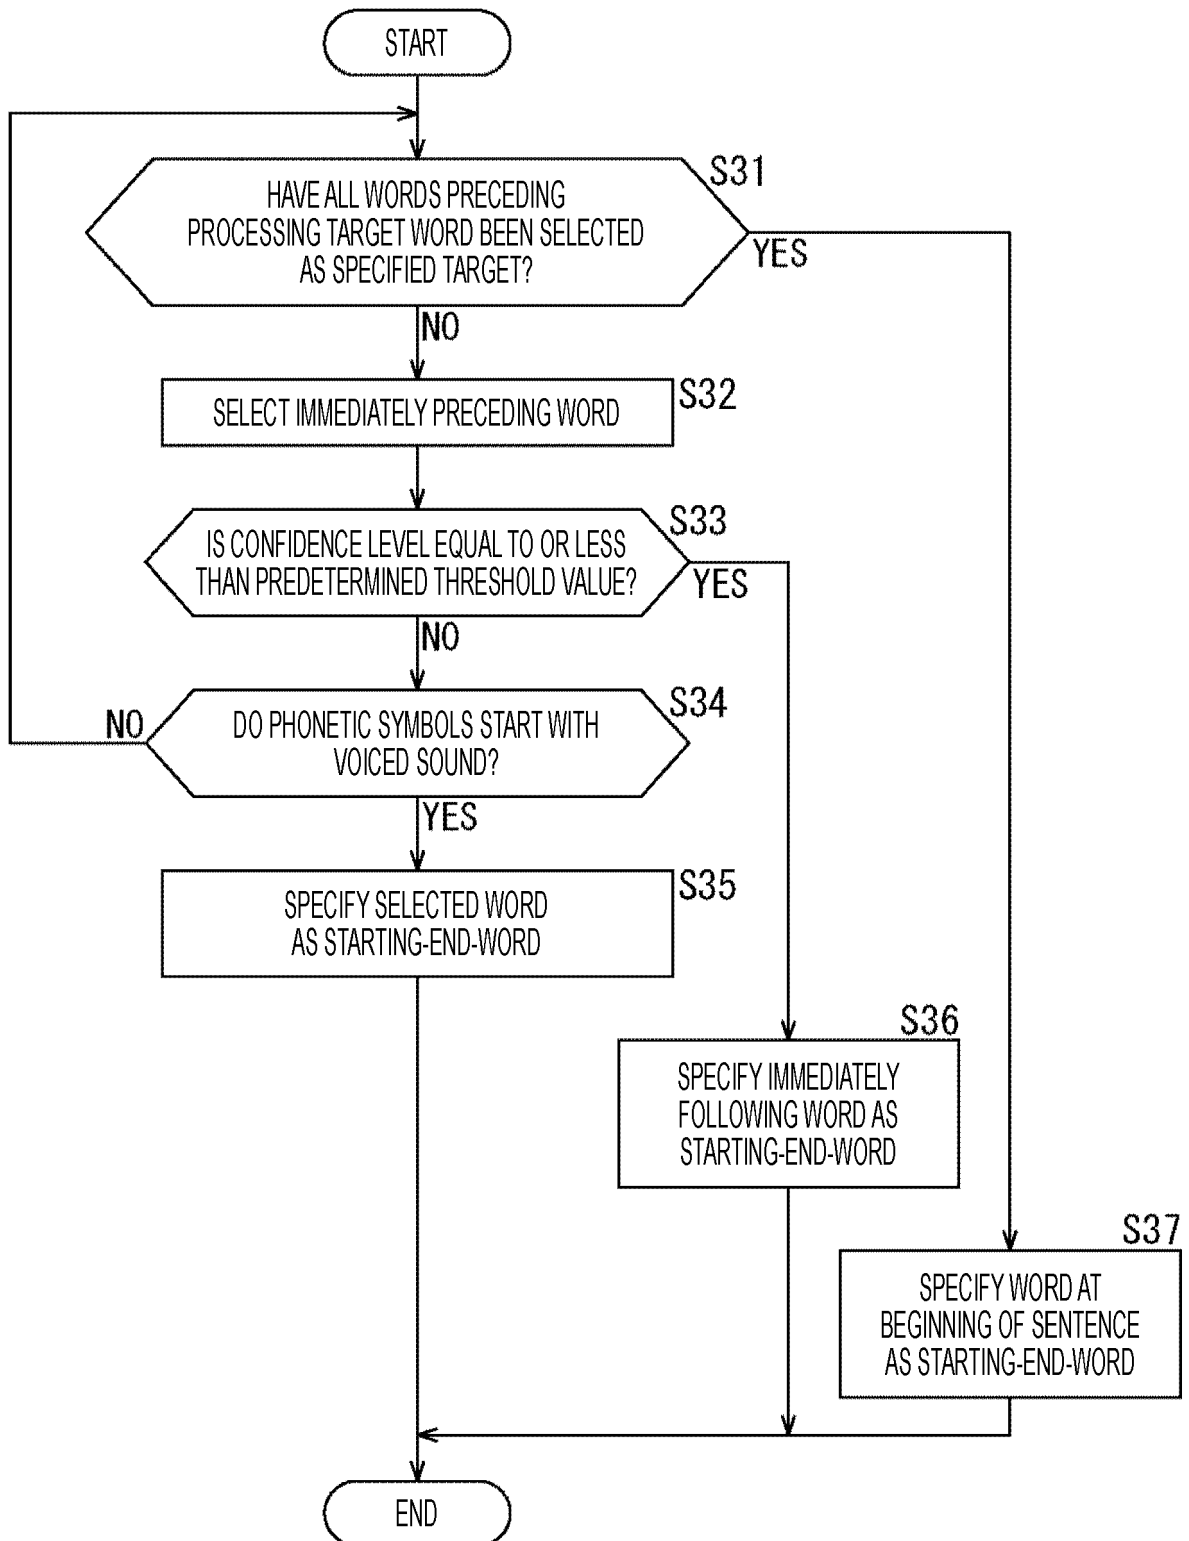 START
S31
HAVE ALL WORDS PRECEDING
PROCESSING TARGET WORD BEEN SELECTED
AS SPECIFIED TARGET?
YES
NO
S32
SELECT IMMEDIATELY PRECEDING WORD
S33
IS CONFIDENCE LEVEL EQUAL TO OR LESS
THAN PREDETERMINED THRESHOLD VALUE?
YES
NO
S34
NO
DO PHONETIC SYMBOLS START WITH
VOICED SOUND?
YES
S35
SPECIFY SELECTED WORD
AS STARTING-END-WORD
S36
SPECIFY IMMEDIATELY
FOLLOWING WORD AS
STARTING-END-WORD
S37
SPECIFY WORD AT
BEGINNING OF SENTENCE
AS STARTING-END-WORD
END